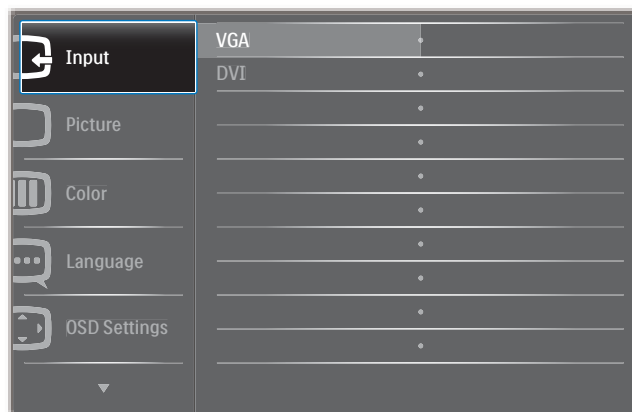 Input
VGA
DVI
Picture
Color
Language
OSD Settings